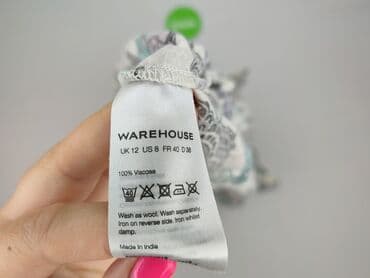 WAREHOUSE
UK 12 US 8 FR 40 D 38
100% Viscose
40
Wash as wool. Wash separately.
Iron on reverse side. Iron whilst
damp.
Made in India